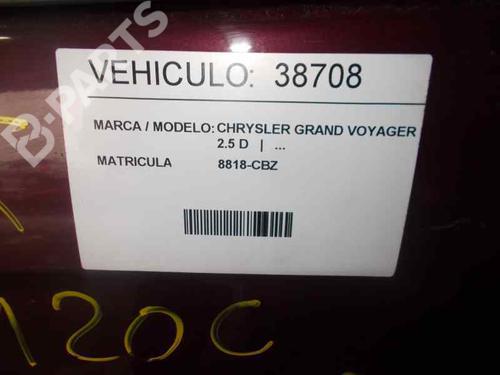 B-PARTS
VEHICULO: 38708
MARCA / MODELO: CHRYSLER GRAND VOYAGER
2.5 D | ...
MATRICULA 8818-CBZ
120C